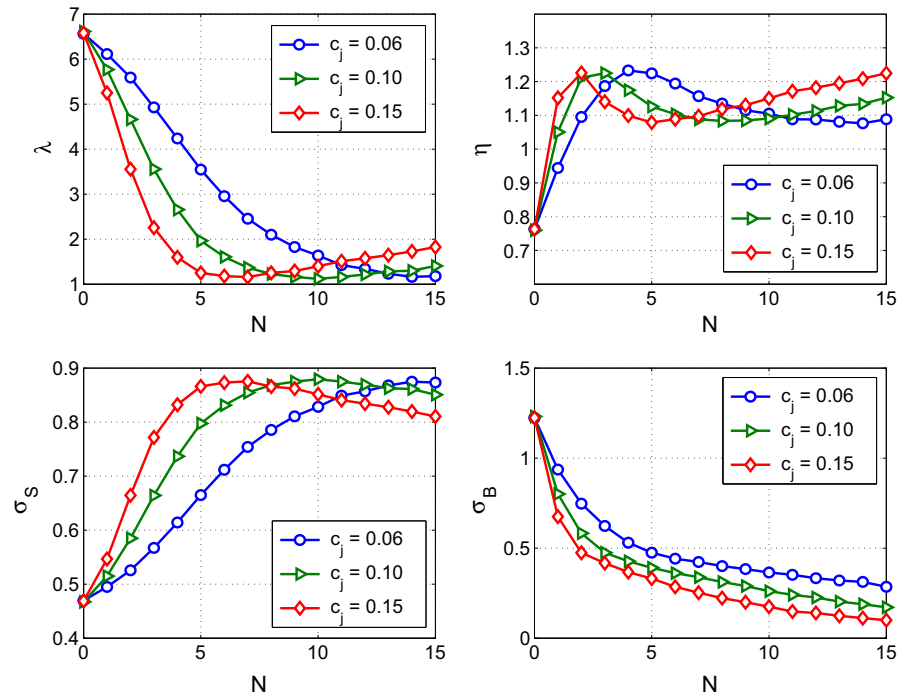 7
6
5
4
3
2
1
λ
0
5
10
15
N
c_j = 0.06
c_j = 0.10
c_j = 0.15
1.3
1.2
1.1
1
0.9
0.8
0.7
η
0
5
10
15
N
c_j = 0.06
c_j = 0.10
c_j = 0.15
0.9
0.8
0.7
0.6
0.5
0.4
σ_S
0
5
10
15
N
c_j = 0.06
c_j = 0.10
c_j = 0.15
1.5
1
0.5
0
σ_B
0
5
10
15
N
c_j = 0.06
c_j = 0.10
c_j = 0.15